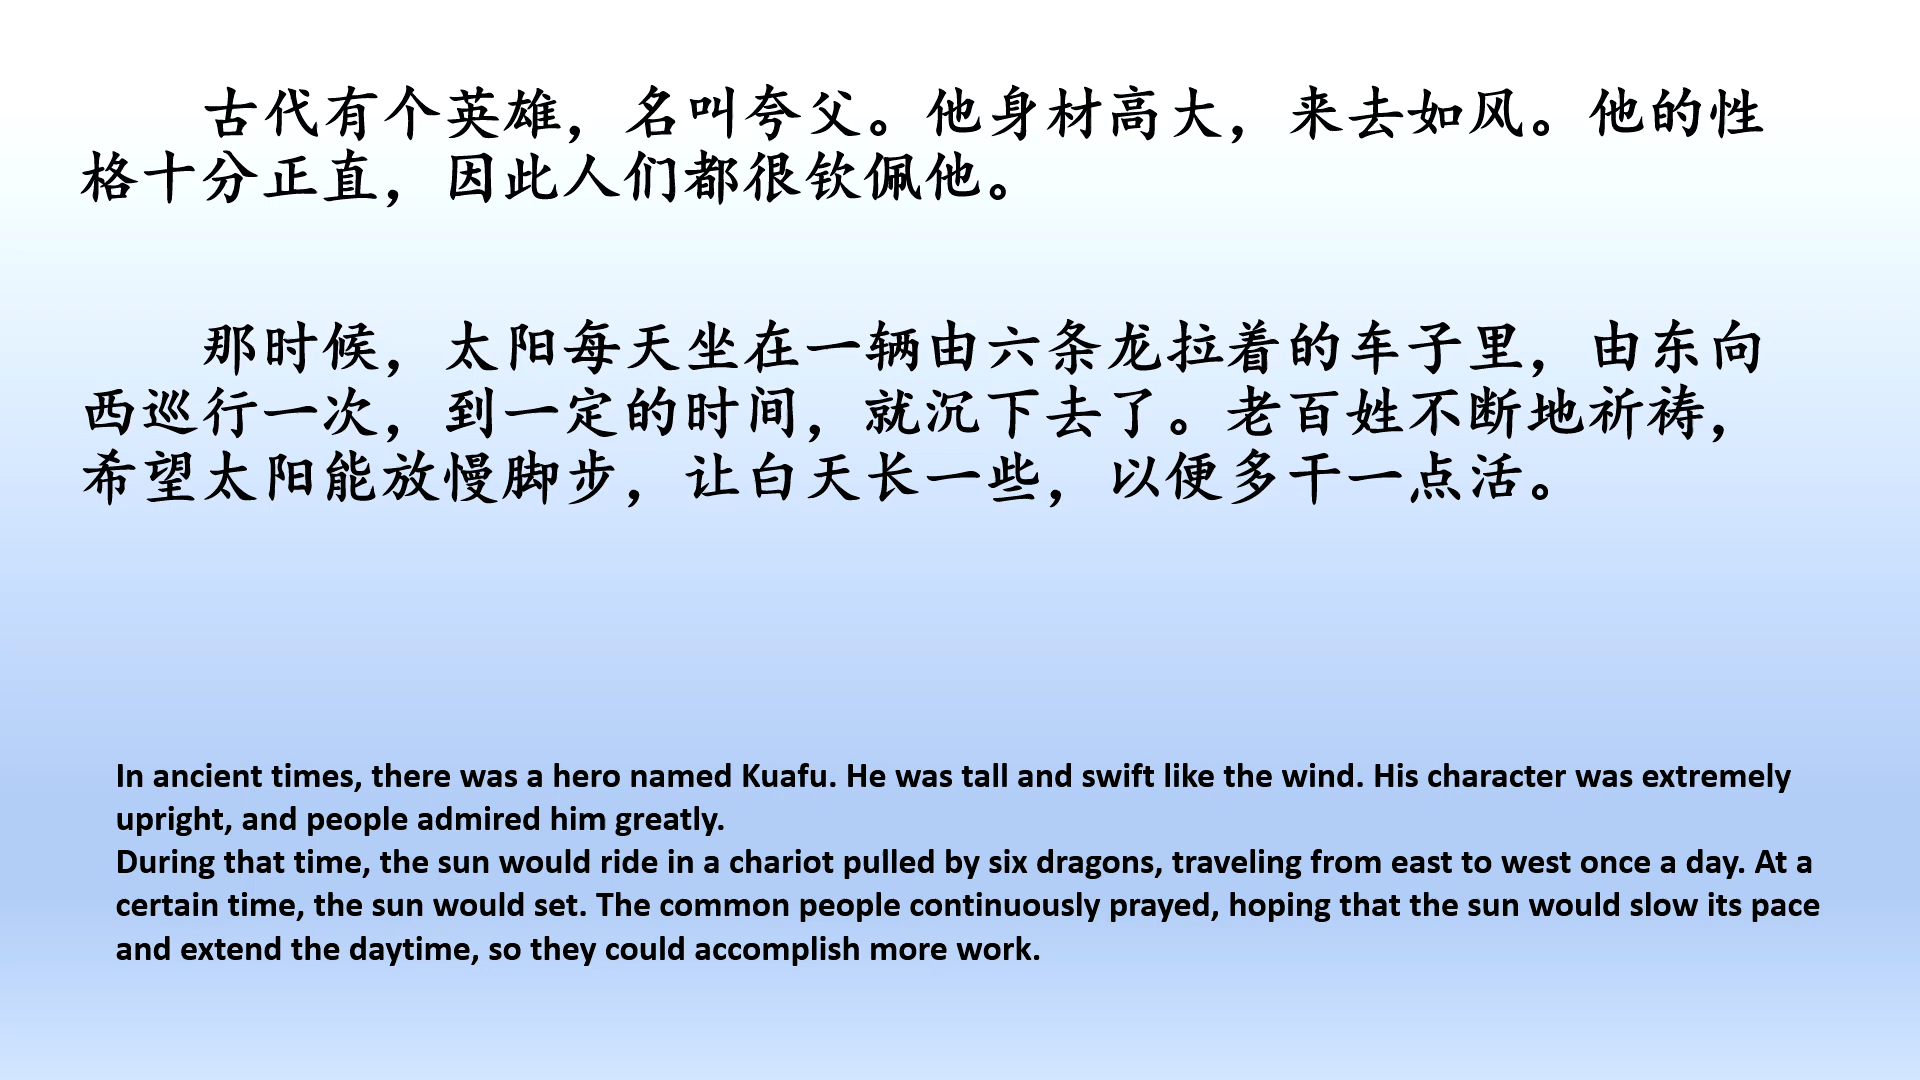 古代有个英雄，名叫夸父。他身材高大，来去如风。他的性
格十分正直，因此人们都很钦佩他。
那时候，太阳每天坐在一辆由六条龙拉着的车子里，由东向
西巡行一次，到一定的时间，就沉下去了。老百姓不断地祈祷，
希望太阳能放慢脚步，让白天长一些，以便多干一点活。
In ancient times, there was a hero named Kuafu. He was tall and swift like the wind. His character was extremely
upright, and people admired him greatly.
During that time, the sun would ride in a chariot pulled by six dragons, traveling from east to west once a day. At a
certain time, the sun would set. The common people continuously prayed, hoping that the sun would slow its pace
and extend the daytime, so they could accomplish more work.